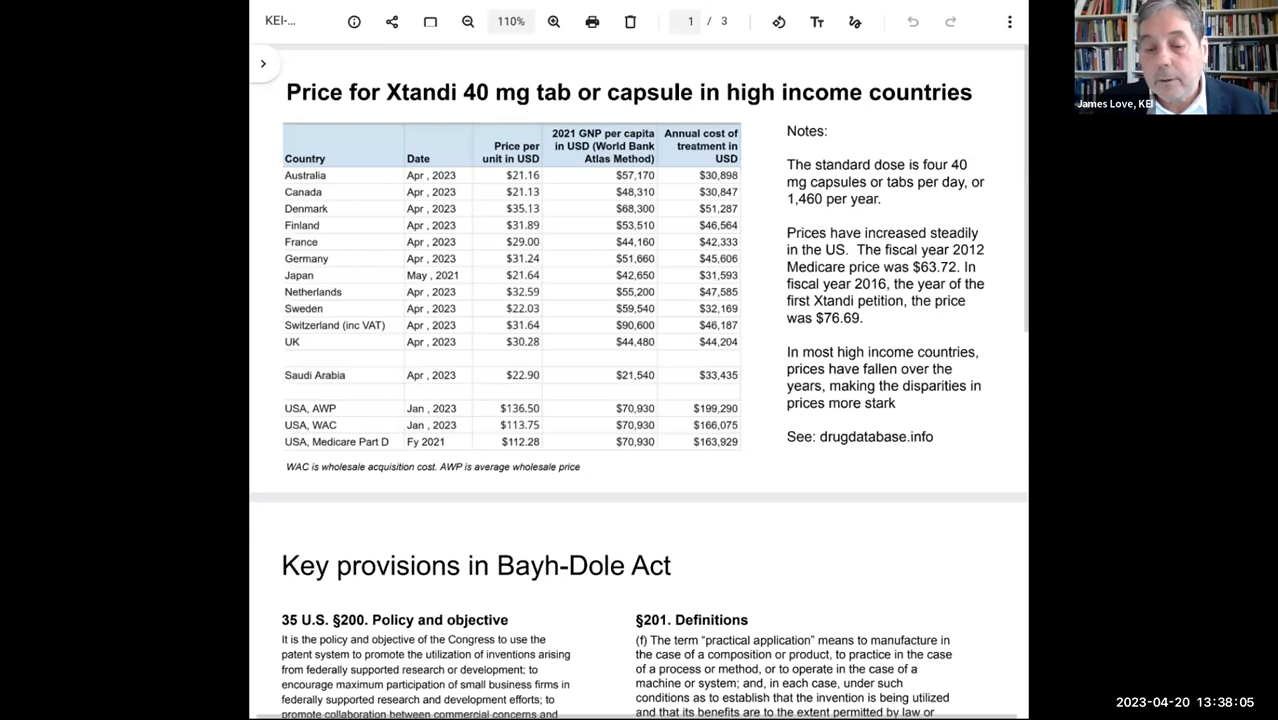 KEI-...
110%
1 / 3
Price for Xtandi 40 mg tab or capsule in high income countries
Country Date Price per unit in USD 2021 GNP per capita in USD (World Bank Atlas Method) Annual cost of treatment in USD
Australia Apr , 2023 $21.16 $57,170 $30,898
Canada Apr , 2023 $21.13 $48,310 $30,847
Denmark Apr , 2023 $35.13 $68,300 $51,287
Finland Apr , 2023 $31.89 $53,510 $46,564
France Apr , 2023 $29.00 $44,160 $42,333
Germany Apr , 2023 $31.24 $51,660 $45,606
Japan May , 2021 $21.64 $42,650 $31,593
Netherlands Apr , 2023 $32.59 $55,200 $47,585
Sweden Apr , 2023 $22.03 $59,540 $32,169
Switzerland (inc VAT) Apr , 2023 $31.64 $90,600 $46,187
UK Apr , 2023 $30.28 $44,480 $44,204
Saudi Arabia Apr , 2023 $22.90 $21,540 $33,435
USA, AWP Jan , 2023 $136.50 $70,930 $199,290
USA, WAC Jan , 2023 $113.75 $70,930 $166,075
USA, Medicare Part D Fy 2021 $112.28 $70,930 $163,929
WAC is wholesale acquisition cost. AWP is average wholesale price
Notes:
The standard dose is four 40
mg capsules or tabs per day, or
1,460 per year.
Prices have increased steadily
in the US. The fiscal year 2012
Medicare price was $63.72. In
fiscal year 2016, the year of the
first Xtandi petition, the price
was $76.69.
In most high income countries,
prices have fallen over the
years, making the disparities in
prices more stark
See: drugdatabase.info
Key provisions in Bayh-Dole Act
35 U.S. §200. Policy and objective
It is the policy and objective of the Congress to use the
patent system to promote the utilization of inventions arising
from federally supported research or development; to
encourage maximum participation of small business firms in
federally supported research and development efforts; to
promote collaboration between commercial concerns and
§201. Definitions
(f) The term “practical application” means to manufacture in
the case of a composition or product, to practice in the case
of a process or method, or to operate in the case of a
machine or system; and, in each case, under such
conditions as to establish that the invention is being utilized
and that its benefits are to the extent permitted by law or
James Love, KEI
2023-04-20 13:38:05